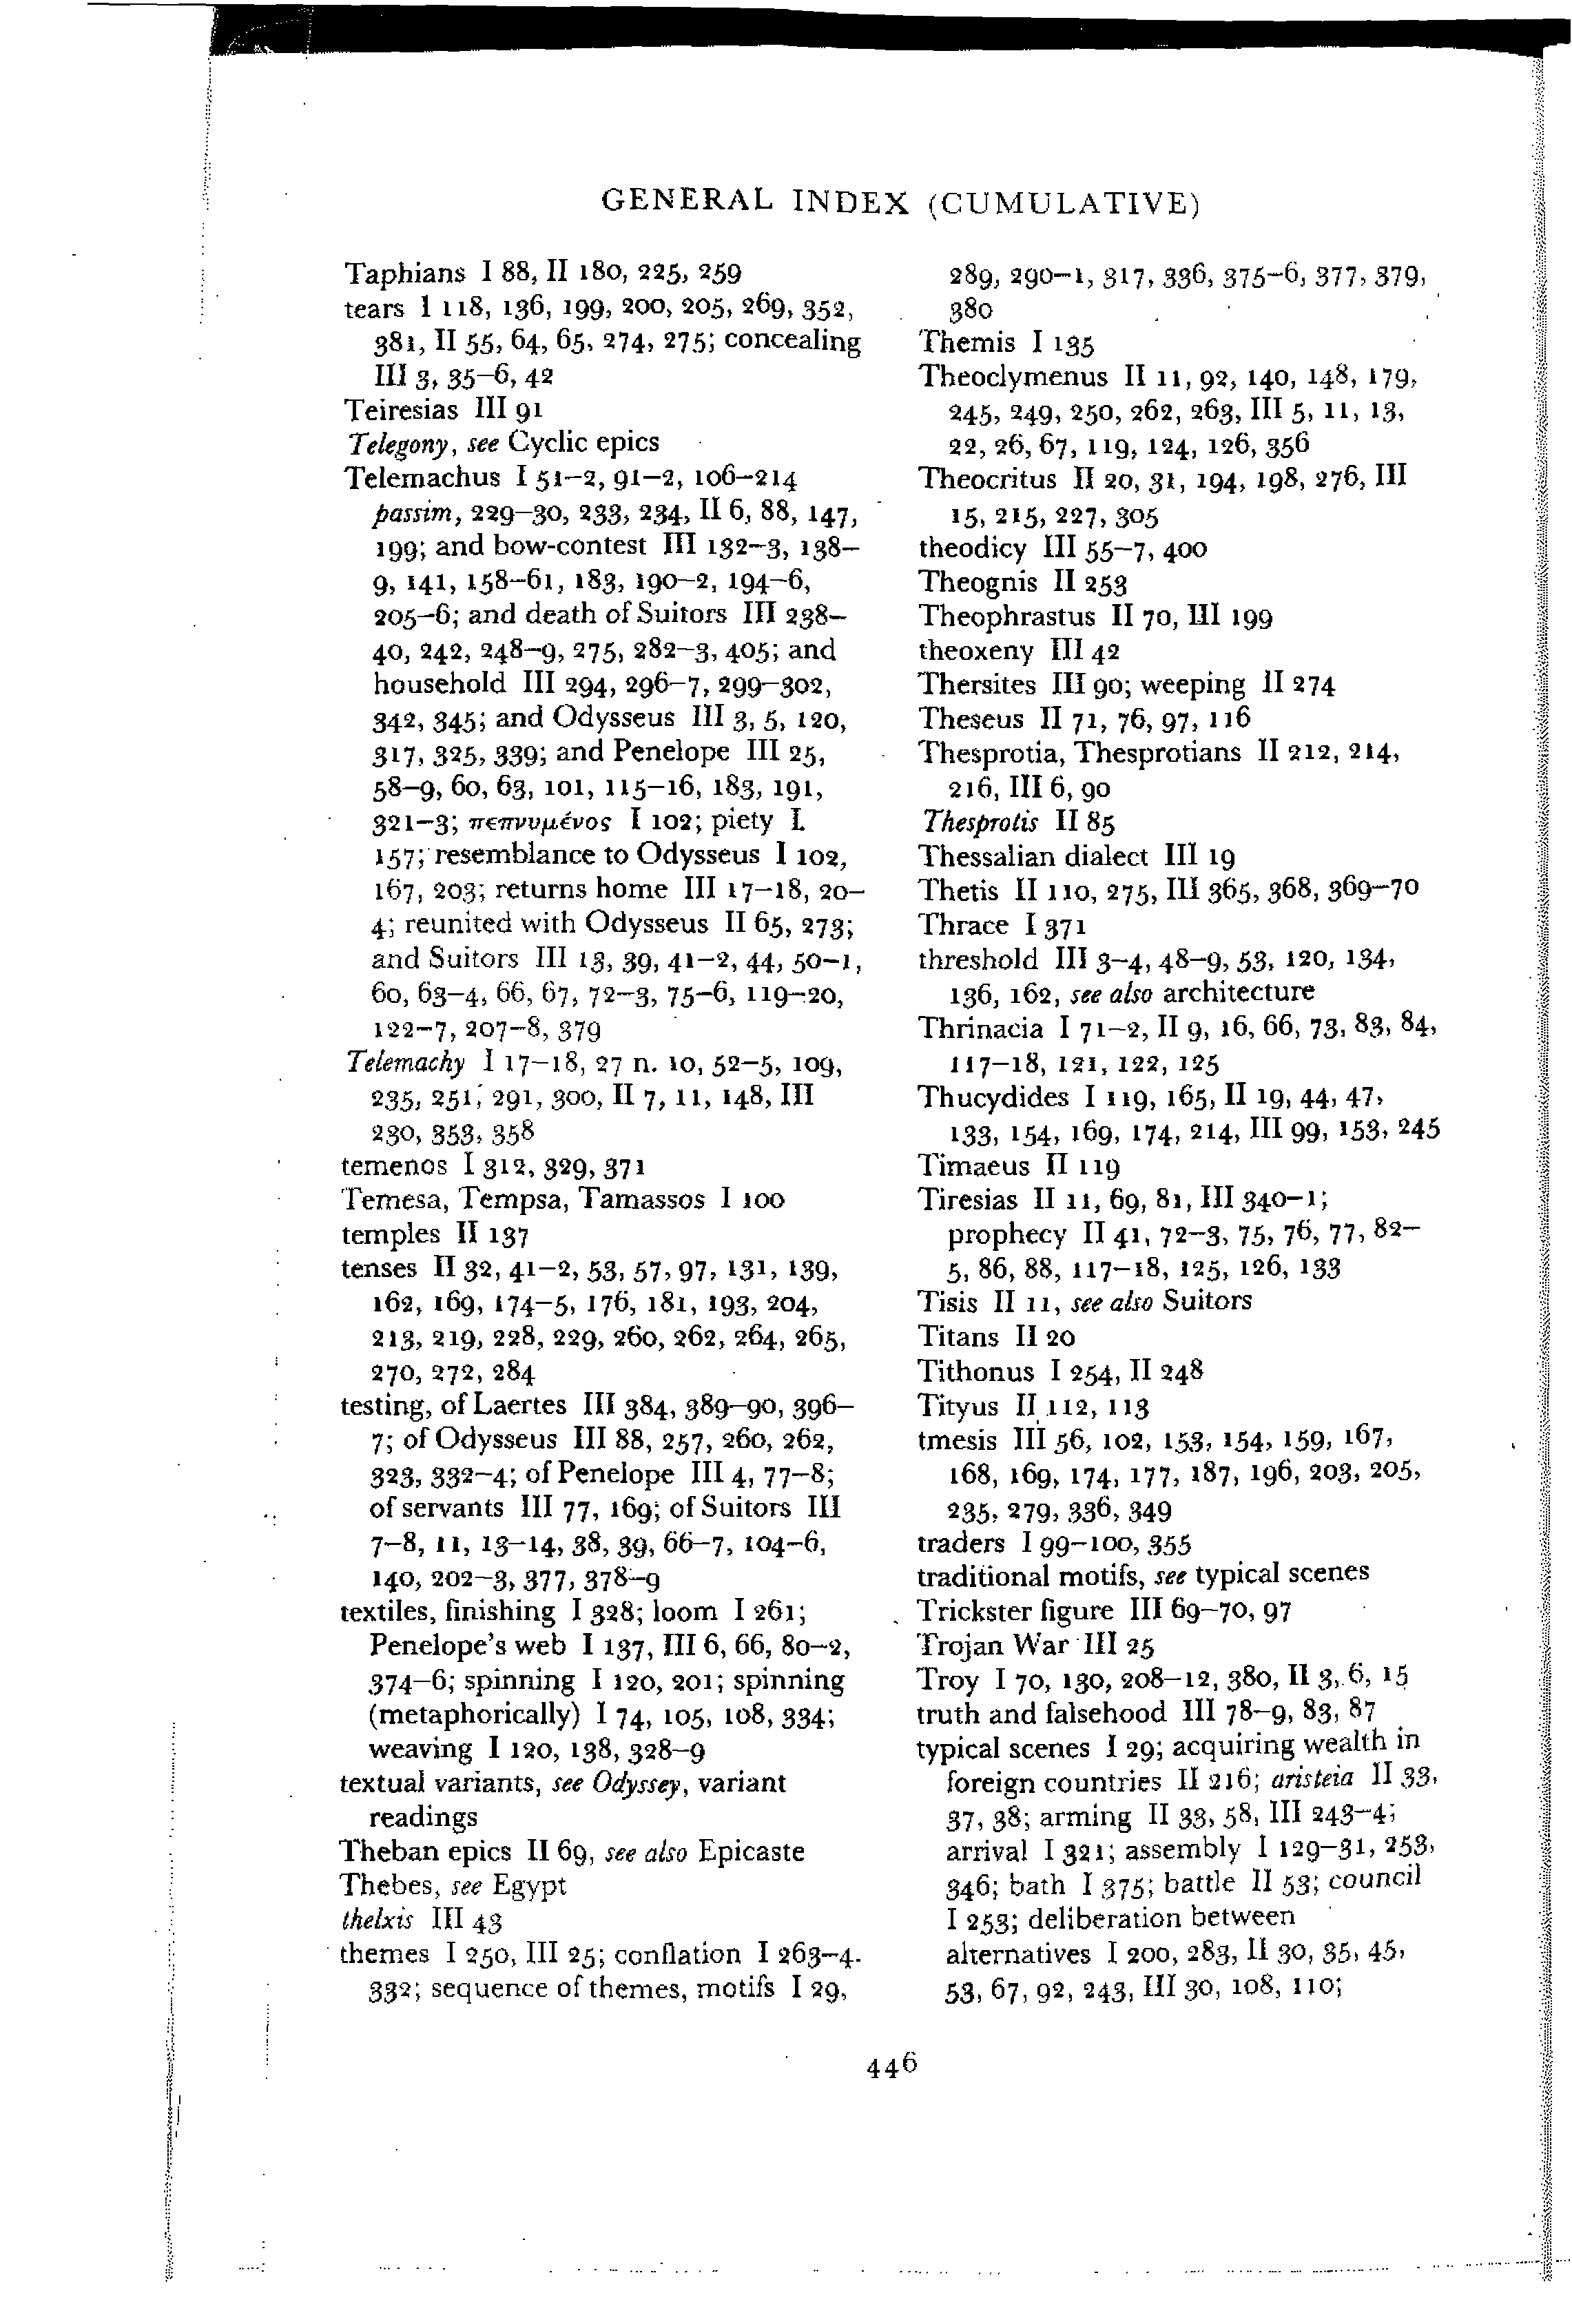 GENERAL INDEX (CUMULATIVE)
Taphians I 88, II 180, 225, 259
tears I 118, 136, 199, 200, 205, 269, 352,
381, II 55, 64, 65, 274, 275; concealing
III 3, 35–6, 42
Teiresias III 91
Telegony, see Cyclic epics
Telemachus I 51–2, 91–2, 106–214
passim, 229–30, 233, 234, II 6, 88, 147,
199; and bow-contest III 132–3, 138–
9, 141, 158–61, 183, 190–2, 194–6,
205–6; and death of Suitors III 238–
40, 242, 248–9, 275, 282–3, 405; and
household III 294, 296–7, 299–302,
342, 345; and Odysseus III 3, 5, 120,
317, 325, 339; and Penelope III 25,
58–9, 60, 63, 101, 115–16, 183, 191,
321–3; πεπνυμένος I 102; piety I
157; resemblance to Odysseus I 102,
167, 203; returns home III 17–18, 20–
4; reunited with Odysseus II 65, 273;
and Suitors III 13, 39, 41–2, 44, 50–1,
60, 63–4, 66, 67, 72–3, 75–6, 119–20,
122–7, 207–8, 379
Telemachy I 17–18, 27 n. 10, 52–5, 109,
235, 251, 291, 300, II 7, 11, 148, III
230, 353, 358
temenos I 312, 329, 371
Temesa, Tempsa, Tamassos I 100
temples II 137
tenses II 32, 41–2, 53, 57, 97, 131, 139,
162, 169, 174–5, 176, 181, 193, 204,
213, 219, 228, 229, 260, 262, 264, 265,
270, 272, 284
testing, of Laertes III 384, 389–90, 396–
7; of Odysseus III 88, 257, 260, 262,
323, 332–4; of Penelope III 4, 77–8;
of servants III 77, 169; of Suitors III
7–8, 11, 13–14, 38, 39, 66–7, 104–6,
140, 202–3, 377, 378–9
textiles, finishing I 328; loom I 261;
Penelope's web I 137, III 6, 66, 80–2,
374–6; spinning I 120, 201; spinning
(metaphorically) I 74, 105, 108, 334;
weaving I 120, 138, 328–9
textual variants, see Odyssey, variant
readings
Theban epics II 69, see also Epicaste
Thebes, see Egypt
thelxis III 43
themes I 250, III 25; conflation I 263–4.
332; sequence of themes, motifs I 29,
289, 290–1, 317, 336, 375–6, 377, 379,
380
Themis I 135
Theoclymenus II 11, 92, 140, 148, 179,
245, 249, 250, 262, 263, III 5, 11, 13,
22, 26, 67, 119, 124, 126, 356
Theocritus II 20, 31, 194, 198, 276, III
15, 215, 227, 305
theodicy III 55–7, 400
Theognis II 253
Theophrastus II 70, III 199
theoxeny III 42
Thersites III 90; weeping II 274
Theseus II 71, 76, 97, 116
Thesprotia, Thesprotians II 212, 214,
216, III 6, 90
Thesprotis II 85
Thessalian dialect III 19
Thetis II 110, 275, III 365, 368, 369–70
Thrace I 371
threshold III 3–4, 48–9, 53, 120, 134,
136, 162, see also architecture
Thrinacia I 71–2, II 9, 16, 66, 73, 83, 84,
117–18, 121, 122, 125
Thucydides I 119, 165, II 19, 44, 47,
133, 154, 169, 174, 214, III 99, 153, 245
Timaeus II 119
Tiresias II 11, 69, 81, III 340–1;
prophecy II 41, 72–3, 75, 76, 77, 82–
5, 86, 88, 117–18, 125, 126, 133
Tisis II 11, see also Suitors
Titans II 20
Tithonus I 254, II 248
Tityus II 112, 113
tmesis III 56, 102, 153, 154, 159, 167,
168, 169, 174, 177, 187, 196, 203, 205,
235, 279, 336, 349
traders I 99–100, 355
traditional motifs, see typical scenes
Trickster figure III 69–70, 97
Trojan War III 25
Troy I 70, 130, 208–12, 380, II 3, 6, 15
truth and falsehood III 78–9, 83, 87
typical scenes I 29; acquiring wealth in
foreign countries II 216; aristeia II 33,
37, 38; arming II 33, 58, III 243–4;
arrival I 321; assembly I 129–31, 253,
346; bath I 375; battle II 53; council
I 253; deliberation between
alternatives I 200, 283, II 30, 35, 45,
53, 67, 92, 243, III 30, 108, 110;
446